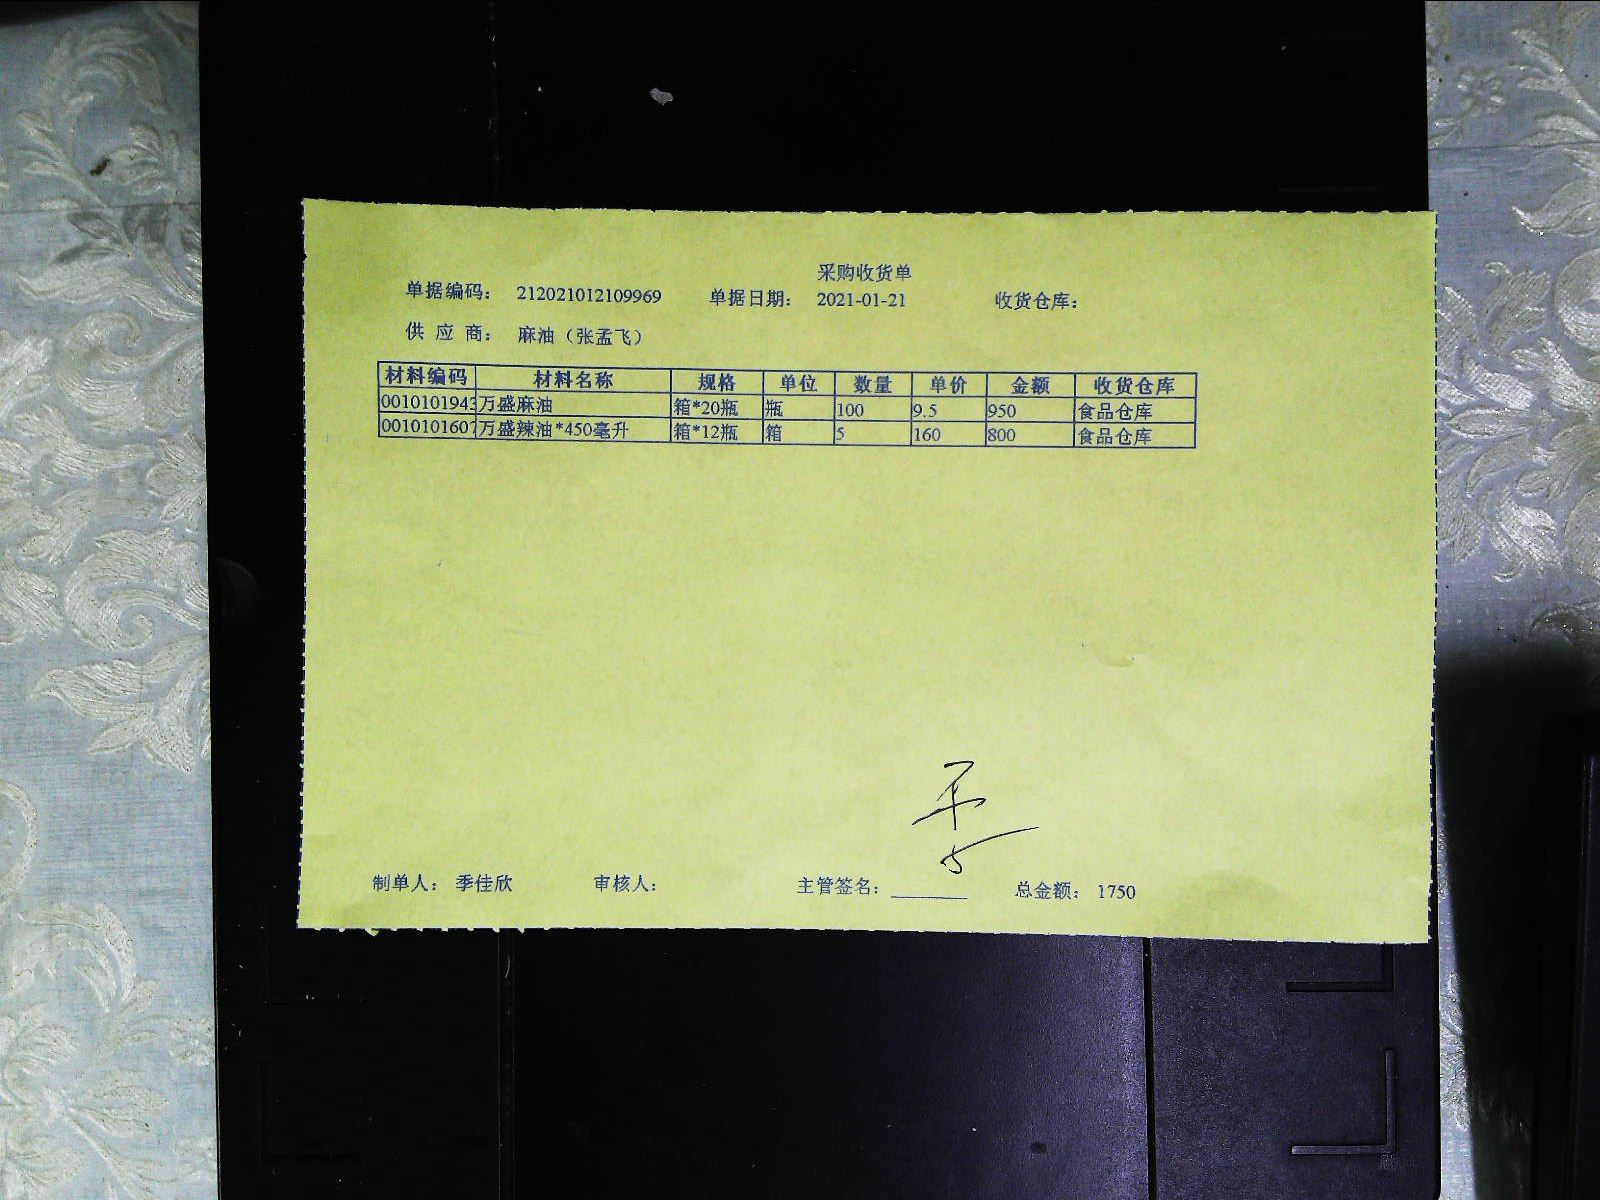 采购收货单
单据编码： 212021012109969 单据日期： 2021-01-21 收货仓库：
供 应 商： 麻油（张孟飞）
材料编码 材料名称 规格 单位 数量 单价 金额 收货仓库
0010101943 万盛麻油 箱*20瓶 瓶 100 9.5 950 食品仓库
0010101607 万盛辣油*450毫升 箱*12瓶 箱 5 160 800 食品仓库
制单人： 季佳欣 审核人： 主管签名： 总金额： 1750